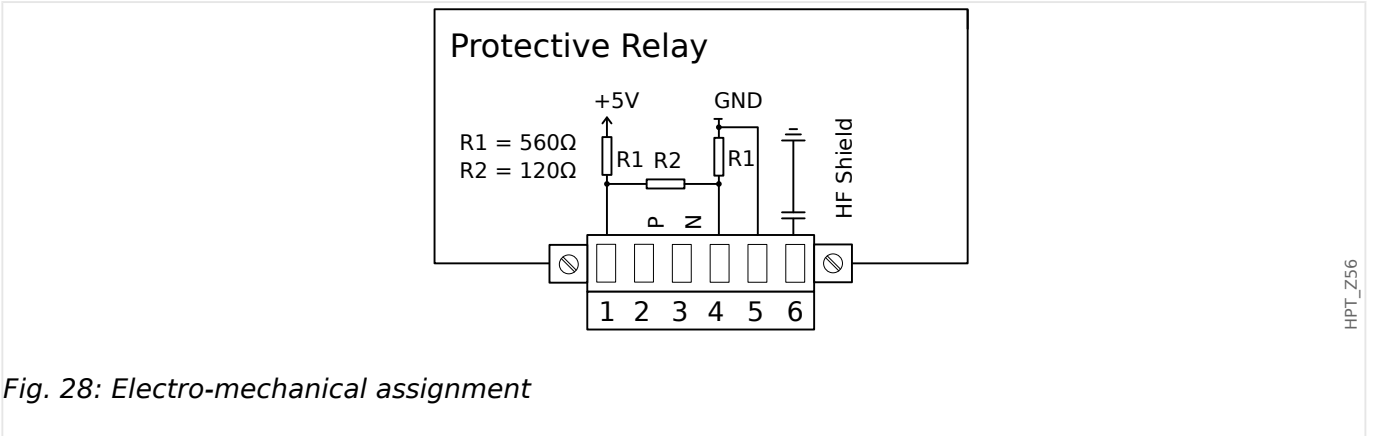 Protective Relay
+5V GND
R1 = 560Ω
R2 = 120Ω
R1 R2 R1
HF Shield
P N
1 2 3 4 5 6
HPT_Z56
Fig. 28: Electro-mechanical assignment